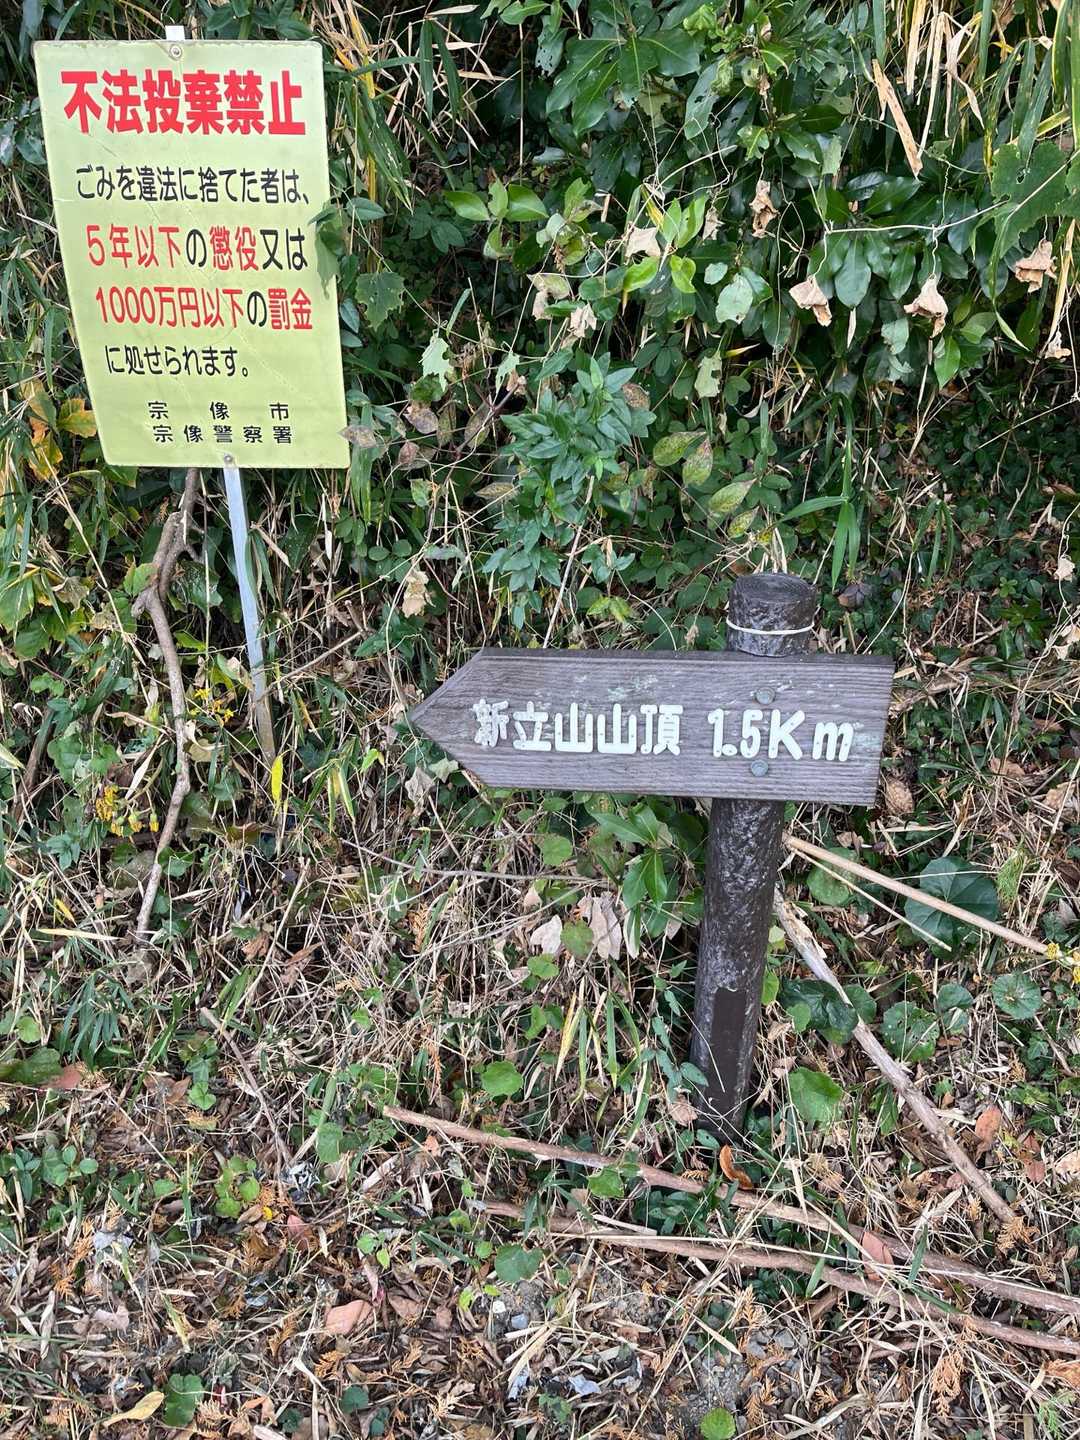 不法投棄禁止
ごみを違法に捨てた者は、
5年以下の懲役又は
1000万円以下の罰金
に処せられます。
宗像市
宗像警察署
新立山山頂 1.5Km